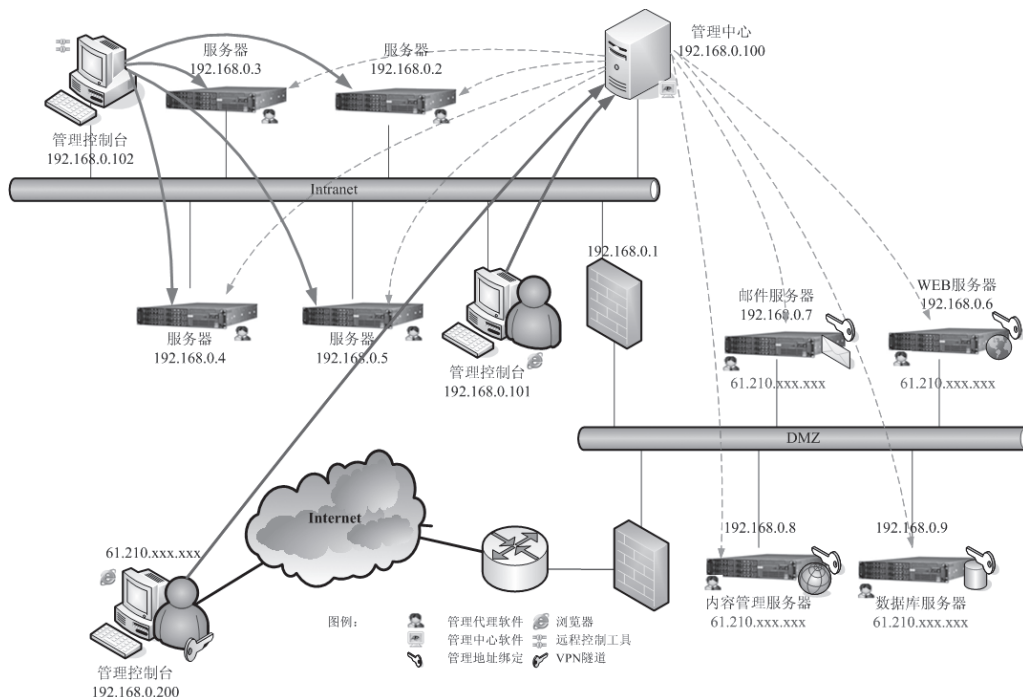 管理中心
192.168.0.100
服务器
192.168.0.3
服务器
192.168.0.2
管理控制台
192.168.0.102
Intranet
192.168.0.1
服务器
192.168.0.4
服务器
192.168.0.5
管理控制台
192.168.0.101
邮件服务器
192.168.0.7
61.210.xxx.xxx
WEB服务器
192.168.0.6
61.210.xxx.xxx
DMZ
Internet
192.168.0.8
内容管理服务器
61.210.xxx.xxx
192.168.0.9
数据库服务器
61.210.xxx.xxx
61.210.xxx.xxx
管理控制台
192.168.0.200
图例：
管理代理软件
浏览器
管理中心软件
远程控制工具
管理地址绑定
VPN隧道